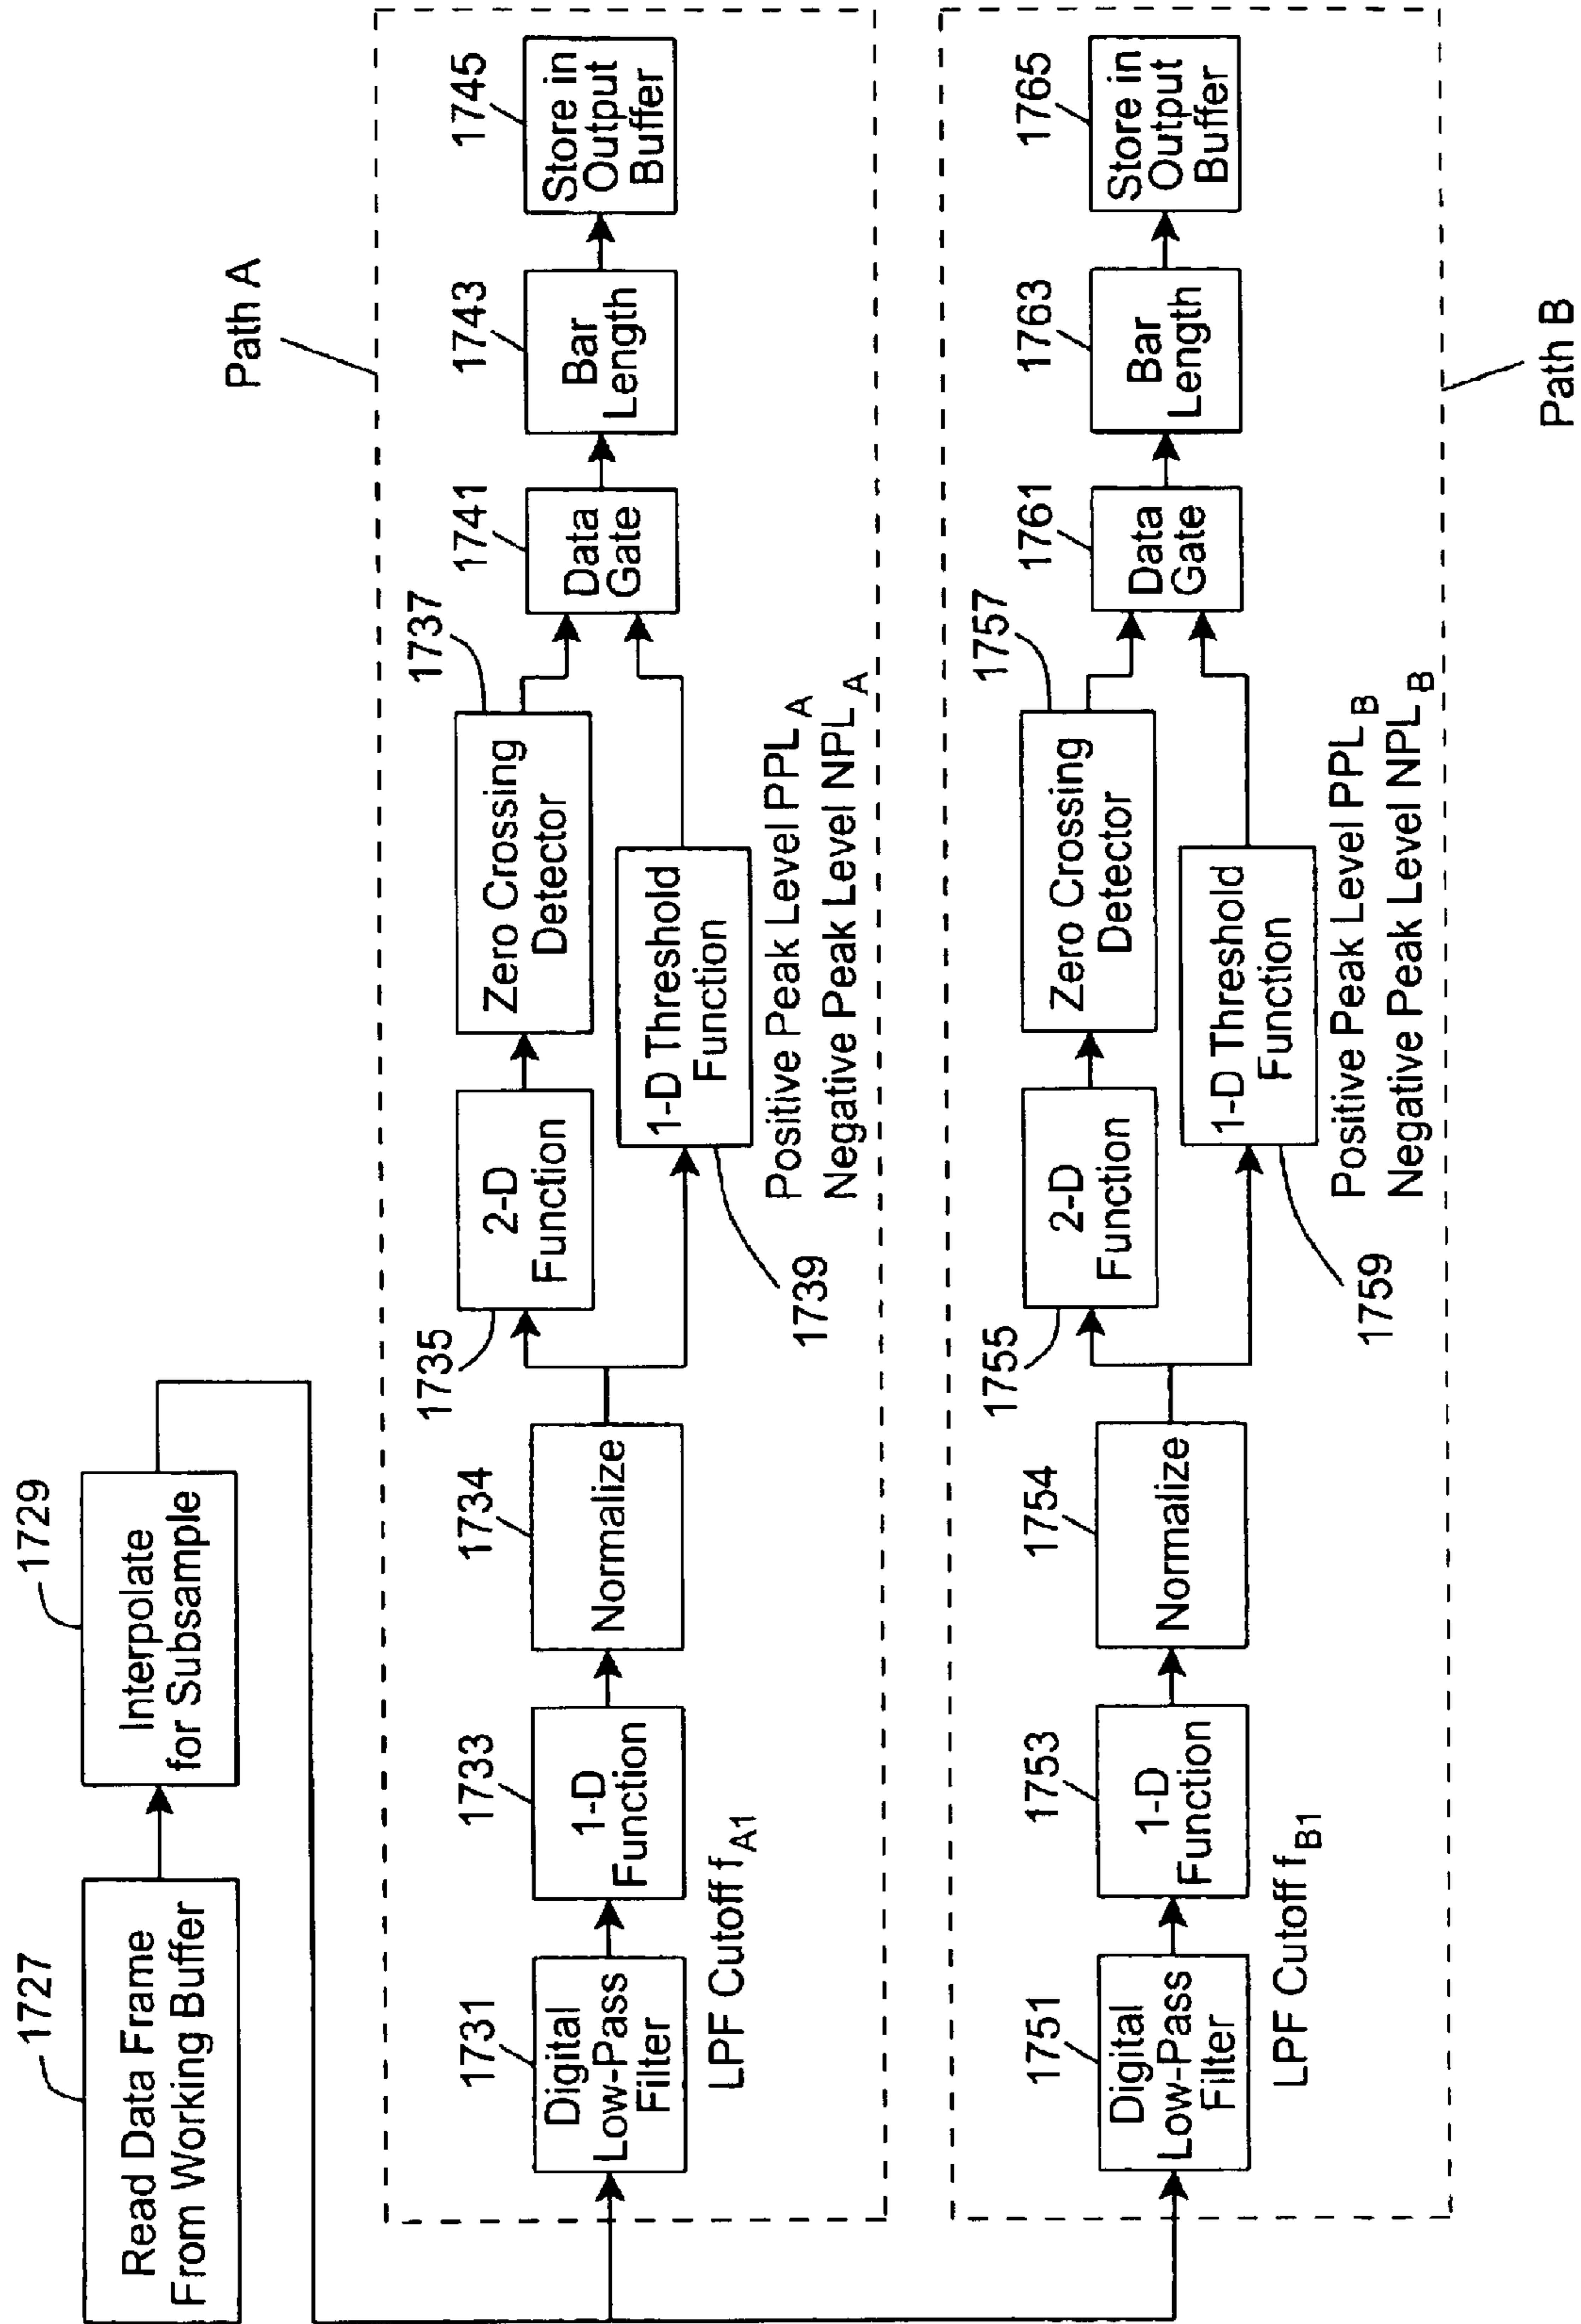 1727
Read Data Frame
From Working Buffer
1729
Interpolate
for Subsample
Path A
1731
Digital
Low-Pass
Filter
LPF Cutoff fA1
1733
1-D
Function
1734
Normalize
1735
2-D
Function
1737
Zero Crossing
Detector
1739
1-D Threshold
Function
Positive Peak Level PPLA
Negative Peak Level NPLA
1741
Data
Gate
1743
Bar
Length
1745
Store in
Output
Buffer
1751
Digital
Low-Pass
Filter
LPF Cutoff fB1
1753
1-D
Function
1754
Normalize
1755
2-D
Function
1757
Zero Crossing
Detector
1759
1-D Threshold
Function
Positive Peak Level PPLB
Negative Peak Level NPLB
1761
Data
Gate
1763
Bar
Length
1765
Store in
Output
Buffer
Path B